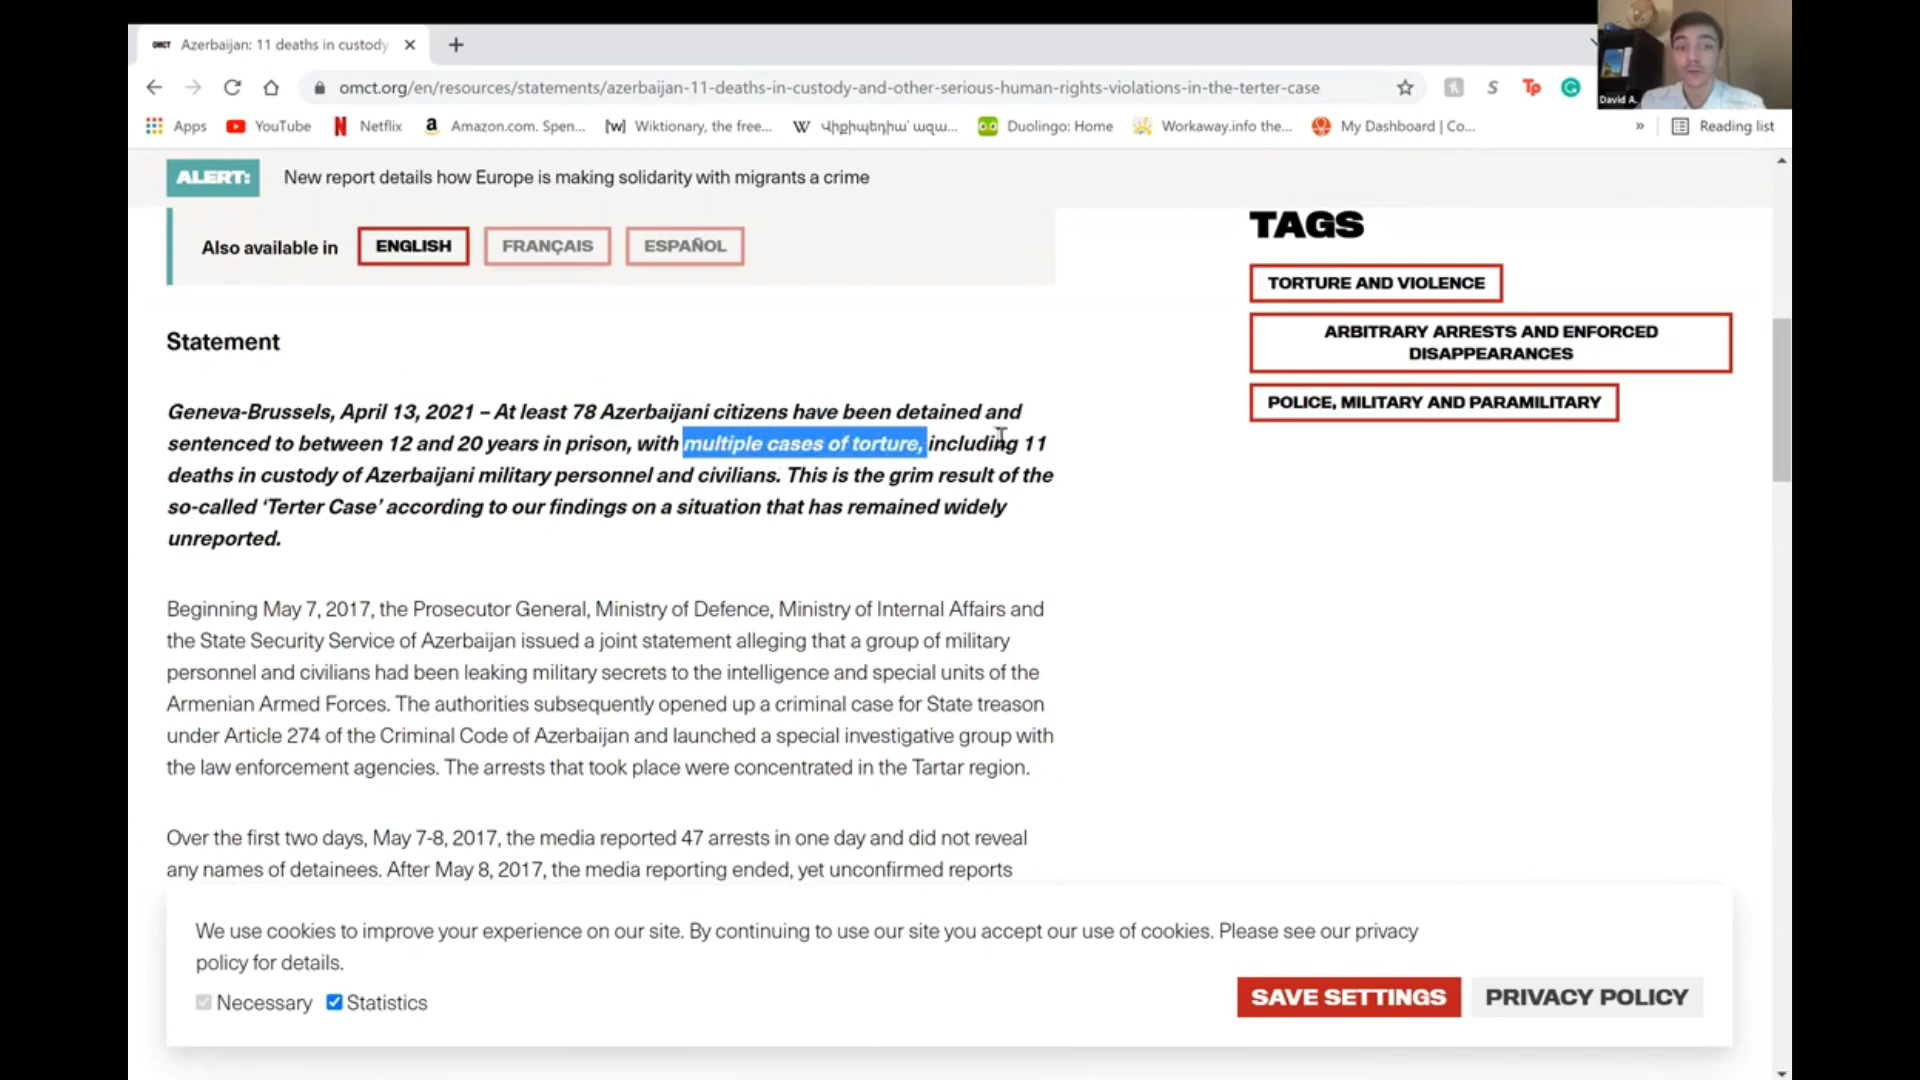 OMCT Azerbaijan: 11 deaths in custody
omct.org/en/resources/statements/azerbaijan-11-deaths-in-custody-and-other-serious-human-rights-violations-in-the-terter-case
S
Tp
G
David A.
Apps
YouTube
Netflix
Amazon.com. Spen...
[w] Wiktionary, the free...
W Վիքիպեդիա՝ ազա...
Duolingo: Home
Workaway.info the...
My Dashboard | Co...
»
Reading list
ALERT:
New report details how Europe is making solidarity with migrants a crime
Also available in
ENGLISH
FRANÇAIS
ESPAÑOL
TAGS
TORTURE AND VIOLENCE
ARBITRARY ARRESTS AND ENFORCED
DISAPPEARANCES
POLICE, MILITARY AND PARAMILITARY
Statement
Geneva-Brussels, April 13, 2021 – At least 78 Azerbaijani citizens have been detained and
sentenced to between 12 and 20 years in prison, with multiple cases of torture, including 11
deaths in custody of Azerbaijani military personnel and civilians. This is the grim result of the
so-called ‘Terter Case’ according to our findings on a situation that has remained widely
unreported.
Beginning May 7, 2017, the Prosecutor General, Ministry of Defence, Ministry of Internal Affairs and
the State Security Service of Azerbaijan issued a joint statement alleging that a group of military
personnel and civilians had been leaking military secrets to the intelligence and special units of the
Armenian Armed Forces. The authorities subsequently opened up a criminal case for State treason
under Article 274 of the Criminal Code of Azerbaijan and launched a special investigative group with
the law enforcement agencies. The arrests that took place were concentrated in the Tartar region.
Over the first two days, May 7-8, 2017, the media reported 47 arrests in one day and did not reveal
any names of detainees. After May 8, 2017, the media reporting ended, yet unconfirmed reports
We use cookies to improve your experience on our site. By continuing to use our site you accept our use of cookies. Please see our privacy
policy for details.
Necessary
Statistics
SAVE SETTINGS
PRIVACY POLICY